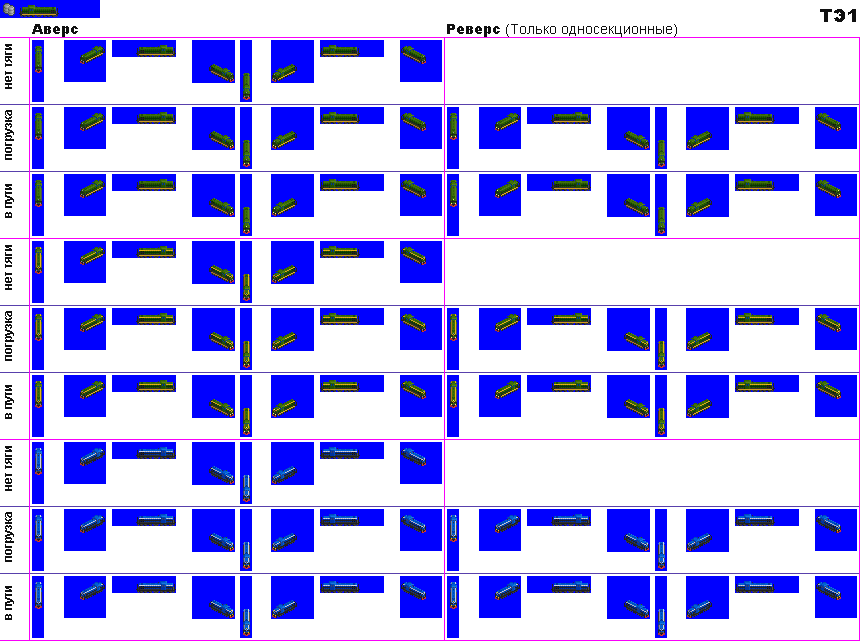 ТЭ1
Аверс
Реверс (Только односекционные)
нет тяги
погрузка
в пути
нет тяги
погрузка
в пути
нет тяги
погрузка
в пути